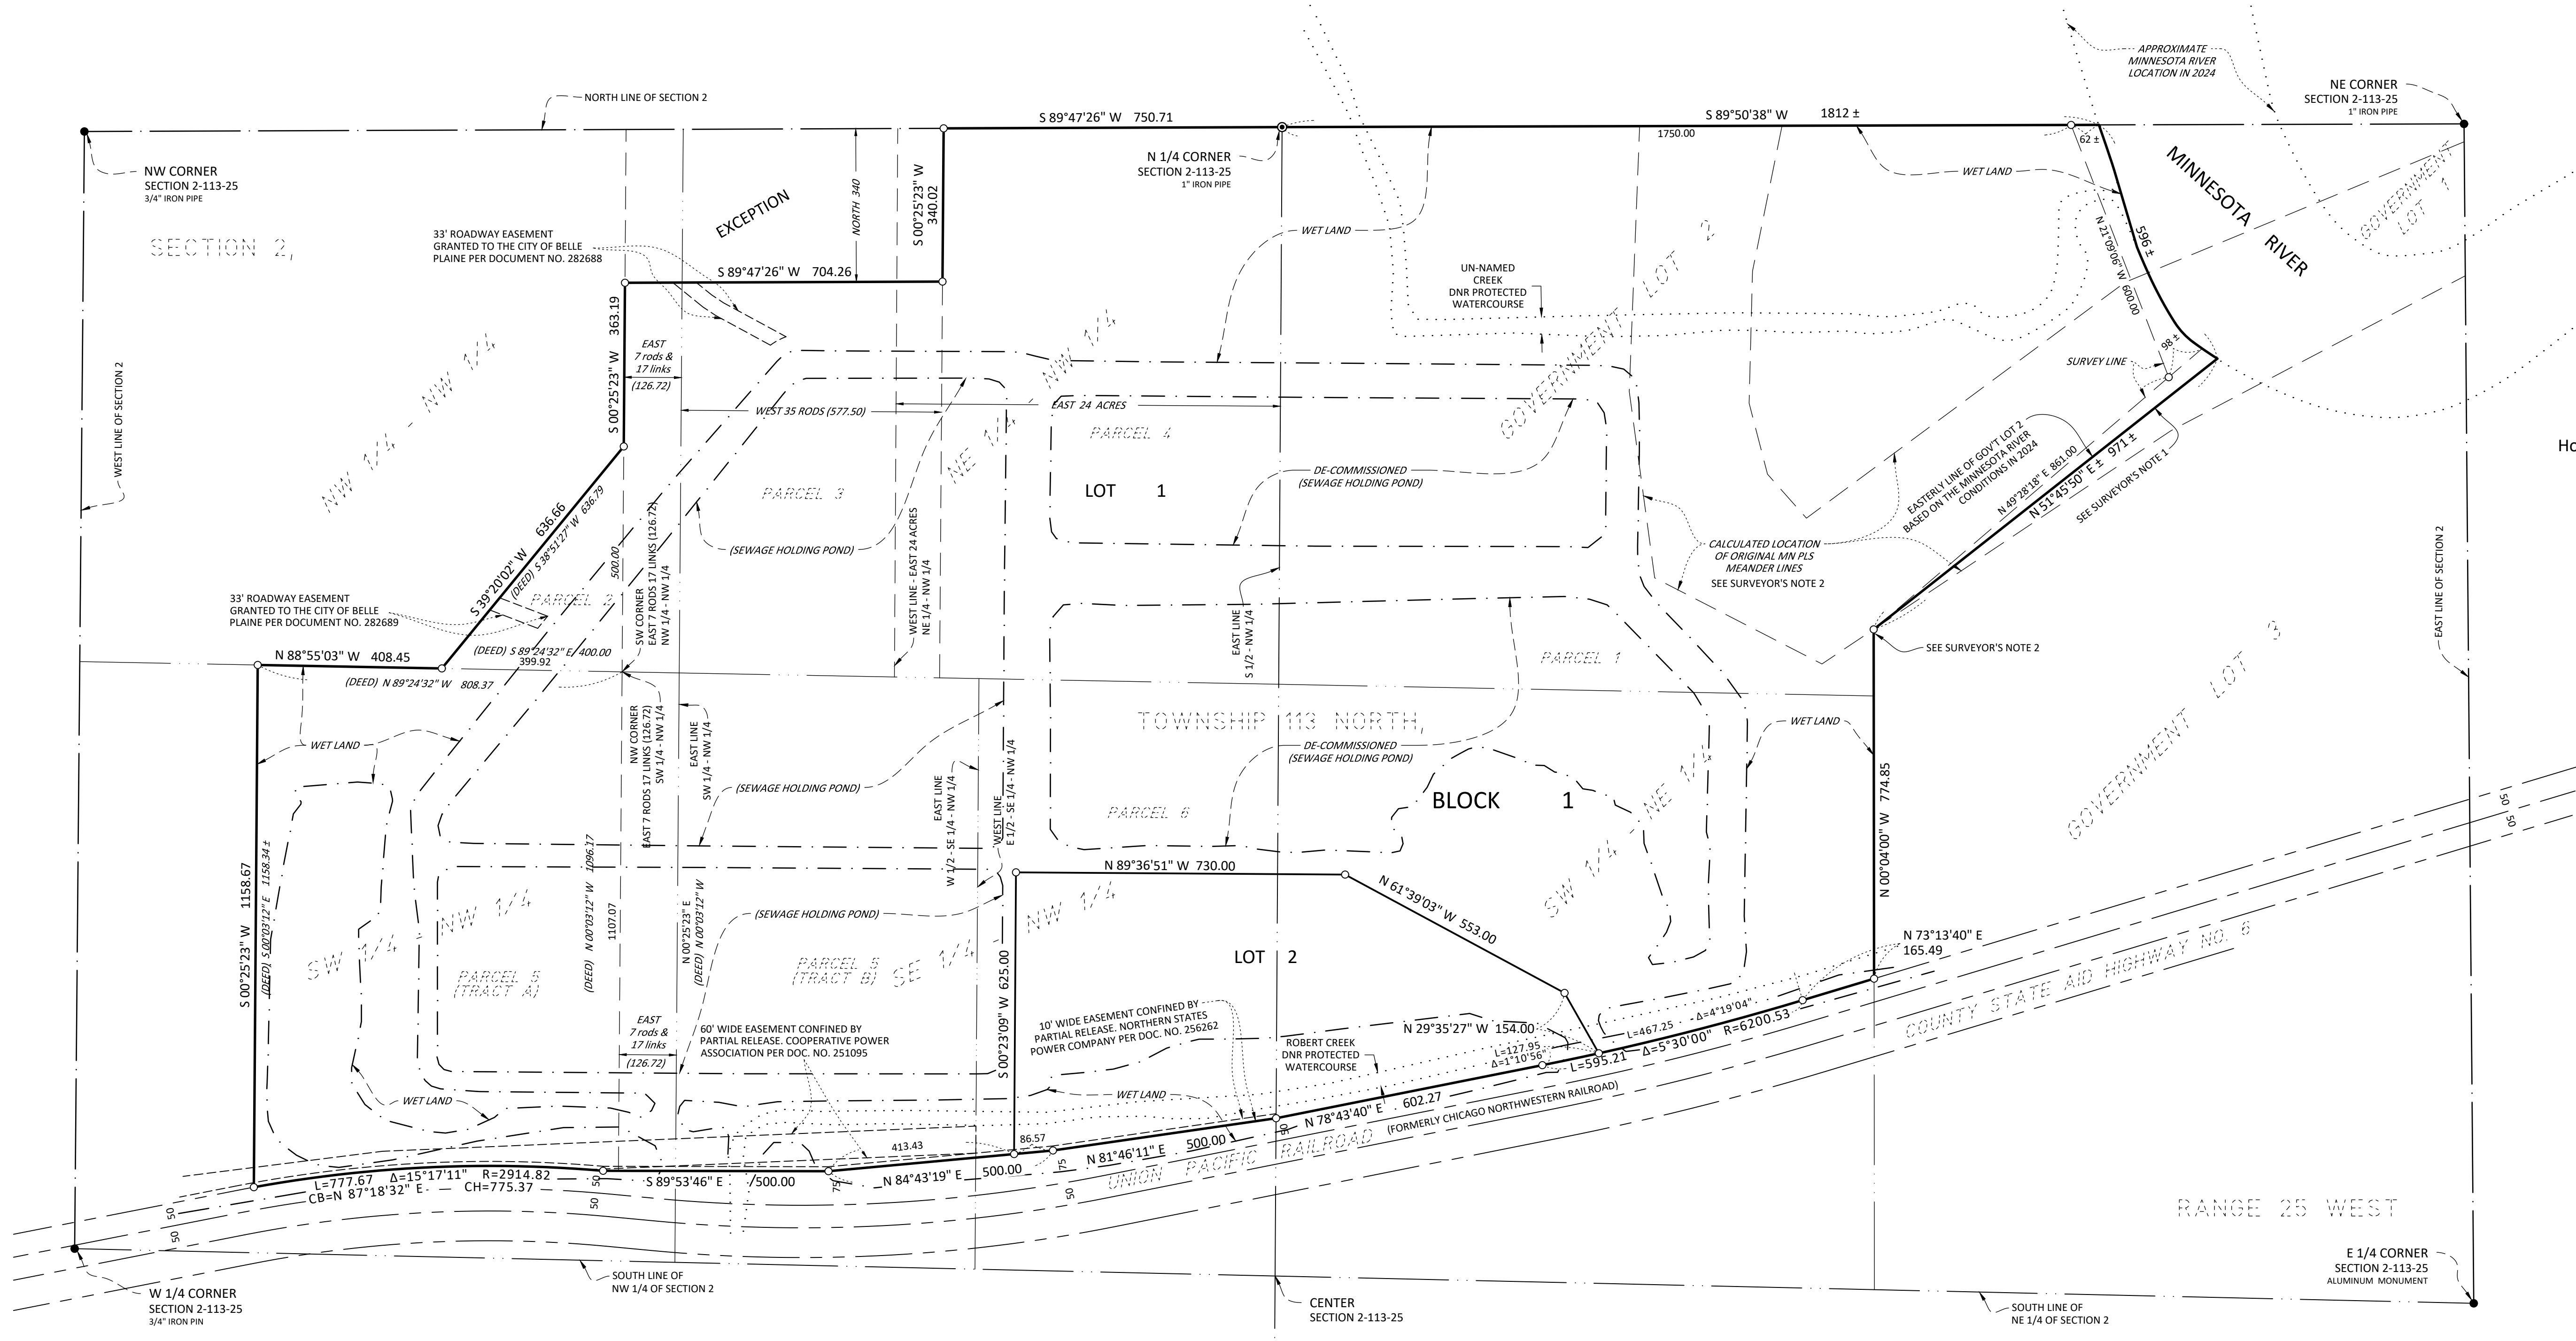 APPROXIMATE
MINNESOTA RIVER
LOCATION IN 2024
NE CORNER
SECTION 2-113-25
1" IRON PIPE
NORTH LINE OF SECTION 2
S 89°47'26" W 750.71
S 89°50'38" W 1812 ±
1750.00
62 ±
NW CORNER
SECTION 2-113-25
3/4" IRON PIPE
N 1/4 CORNER
SECTION 2-113-25
1" IRON PIPE
WET LAND
MINNESOTA RIVER
GOVERNMENT
LOT 1
SECTION 2,
EXCEPTION
NORTH 340
S 00°25'23" W
340.02
33' ROADWAY EASEMENT
GRANTED TO THE CITY OF BELLE
PLAINE PER DOCUMENT NO. 282688
WET LAND
GOVERNMENT LOT 2
N 21°09'06" W 600.00
596 ±
S 89°47'26" W 704.26
UN-NAMED
CREEK
DNR PROTECTED
WATERCOURSE
S 00°25'23" W 363.19
EAST
7 rods &
17 links
(126.72)
98 ±
SURVEY LINE
WEST LINE OF SECTION 2
NW 1/4 - NW 1/4
WEST 35 RODS (577.50)
EAST 24 ACRES
NE 1/4 - NW 1/4
PARCEL 4
Ho
EASTERLY LINE OF GOV'T LOT 2
BASED ON THE MINNESOTA RIVER
CONDITIONS IN 2024
N 49°28'18" E 861.00
N 51°45'50" E ± 971 ±
SEE SURVEYOR'S NOTE 1
DE-COMMISSIONED
(SEWAGE HOLDING POND)
PARCEL 3
LOT 1
S 39°20'02" W 636.66
(DEED) S 38°51'27" W 636.79
(SEWAGE HOLDING POND)
CALCULATED LOCATION
OF ORIGINAL MN PLS
MEANDER LINES
SEE SURVEYOR'S NOTE 2
500.00
SW CORNER
EAST 7 RODS 17 LINKS (126.72)
NW 1/4 - NW 1/4
WEST LINE - EAST 24 ACRES
NE 1/4 - NW 1/4
EAST LINE
S 1/2 - NW 1/4
EAST LINE OF SECTION 2
33' ROADWAY EASEMENT
GRANTED TO THE CITY OF BELLE
PLAINE PER DOCUMENT NO. 282689
PARCEL 2
N 88°55'03" W 408.45
(DEED) S 89°24'32" E 400.00
399.92
(DEED) N 89°24'32" W 808.37
PARCEL 1
SEE SURVEYOR'S NOTE 2
GOVERNMENT LOT 3
TOWNSHIP 113 NORTH,
WET LAND
WET LAND
NW CORNER
EAST 7 RODS 17 LINKS (126.72)
SW 1/4 - NW 1/4
EAST LINE
SW 1/4 - NW 1/4
DE-COMMISSIONED
(SEWAGE HOLDING POND)
(SEWAGE HOLDING POND)
EAST LINE
W 1/2 - SE 1/4 - NW 1/4
WEST LINE
E 1/2 - SE 1/4 - NW 1/4
PARCEL 6
BLOCK 1
N 00°04'00" W 774.85
50
50
N 89°36'51" W 730.00
N 61°39'03" W 553.00
SW 1/4 - NE 1/4
S 00°25'23" W 1158.67
(DEED) S 00°03'12" E 1158.34 ±
(DEED) N 00°03'12" W 1096.17
1107.07
N 00°25'23" E
(DEED) N 00°03'12" W
(SEWAGE HOLDING POND)
SW 1/4 - NW 1/4
SE 1/4 - NW 1/4
PARCEL 5
(TRACT A)
PARCEL 5
(TRACT B)
S 00°23'09" W 625.00
LOT 2
N 73°13'40" E
165.49
COUNTY STATE AID HIGHWAY NO. 6
EAST
7 rods &
17 links
(126.72)
60' WIDE EASEMENT CONFINED BY
PARTIAL RELEASE. COOPERATIVE POWER
ASSOCIATION PER DOC. NO. 251095
10' WIDE EASEMENT CONFINED BY
PARTIAL RELEASE. NORTHERN STATES
POWER COMPANY PER DOC. NO. 256262
N 29°35'27" W 154.00
L=467.25 Δ=4°19'04"
ROBERT CREEK
DNR PROTECTED
WATERCOURSE
L=127.95
Δ=1°10'56"
L=595.21 Δ=5°30'00" R=6200.53
WET LAND
WET LAND
N 78°43'40" E 602.27
(FORMERLY CHICAGO NORTHWESTERN RAILROAD)
UNION PACIFIC RAILROAD
413.43
86.57
N 81°46'11" E 500.00
50
75
N 84°43'19" E 500.00
75
50
S 89°53'46" E 500.00
50
50
L=777.67 Δ=15°17'11" R=2914.82
CB=N 87°18'32" E CH=775.37
50
50
RANGE 25 WEST
W 1/4 CORNER
SECTION 2-113-25
3/4" IRON PIN
SOUTH LINE OF
NW 1/4 OF SECTION 2
CENTER
SECTION 2-113-25
SOUTH LINE OF
NE 1/4 OF SECTION 2
E 1/4 CORNER
SECTION 2-113-25
ALUMINUM MONUMENT